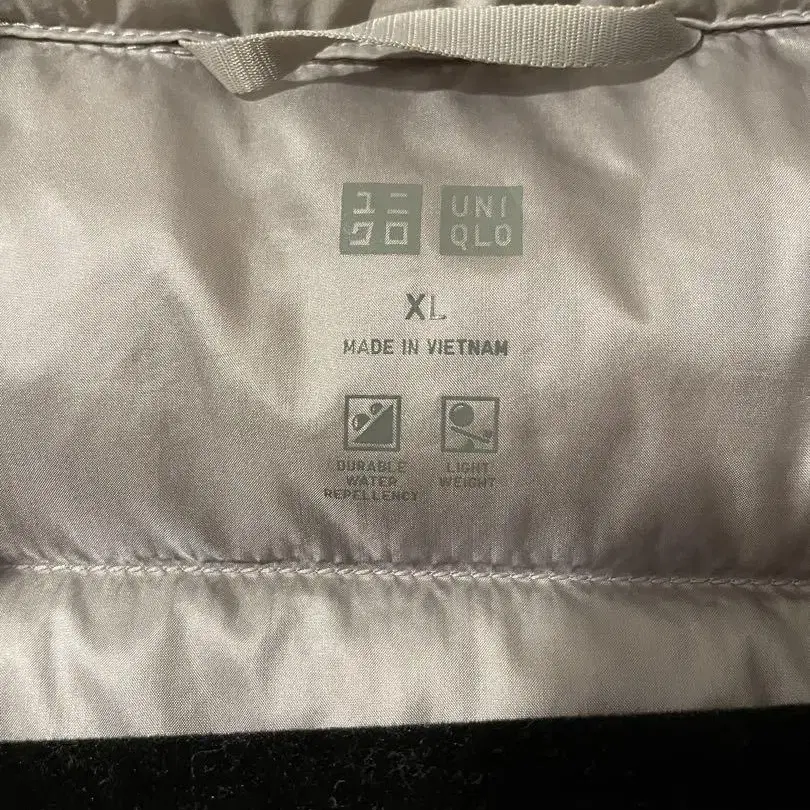 ユニ
クロ
UNI
QLO
XL
MADE IN VIETNAM
DURABLE
WATER
REPELLENCY
LIGHT
WEIGHT